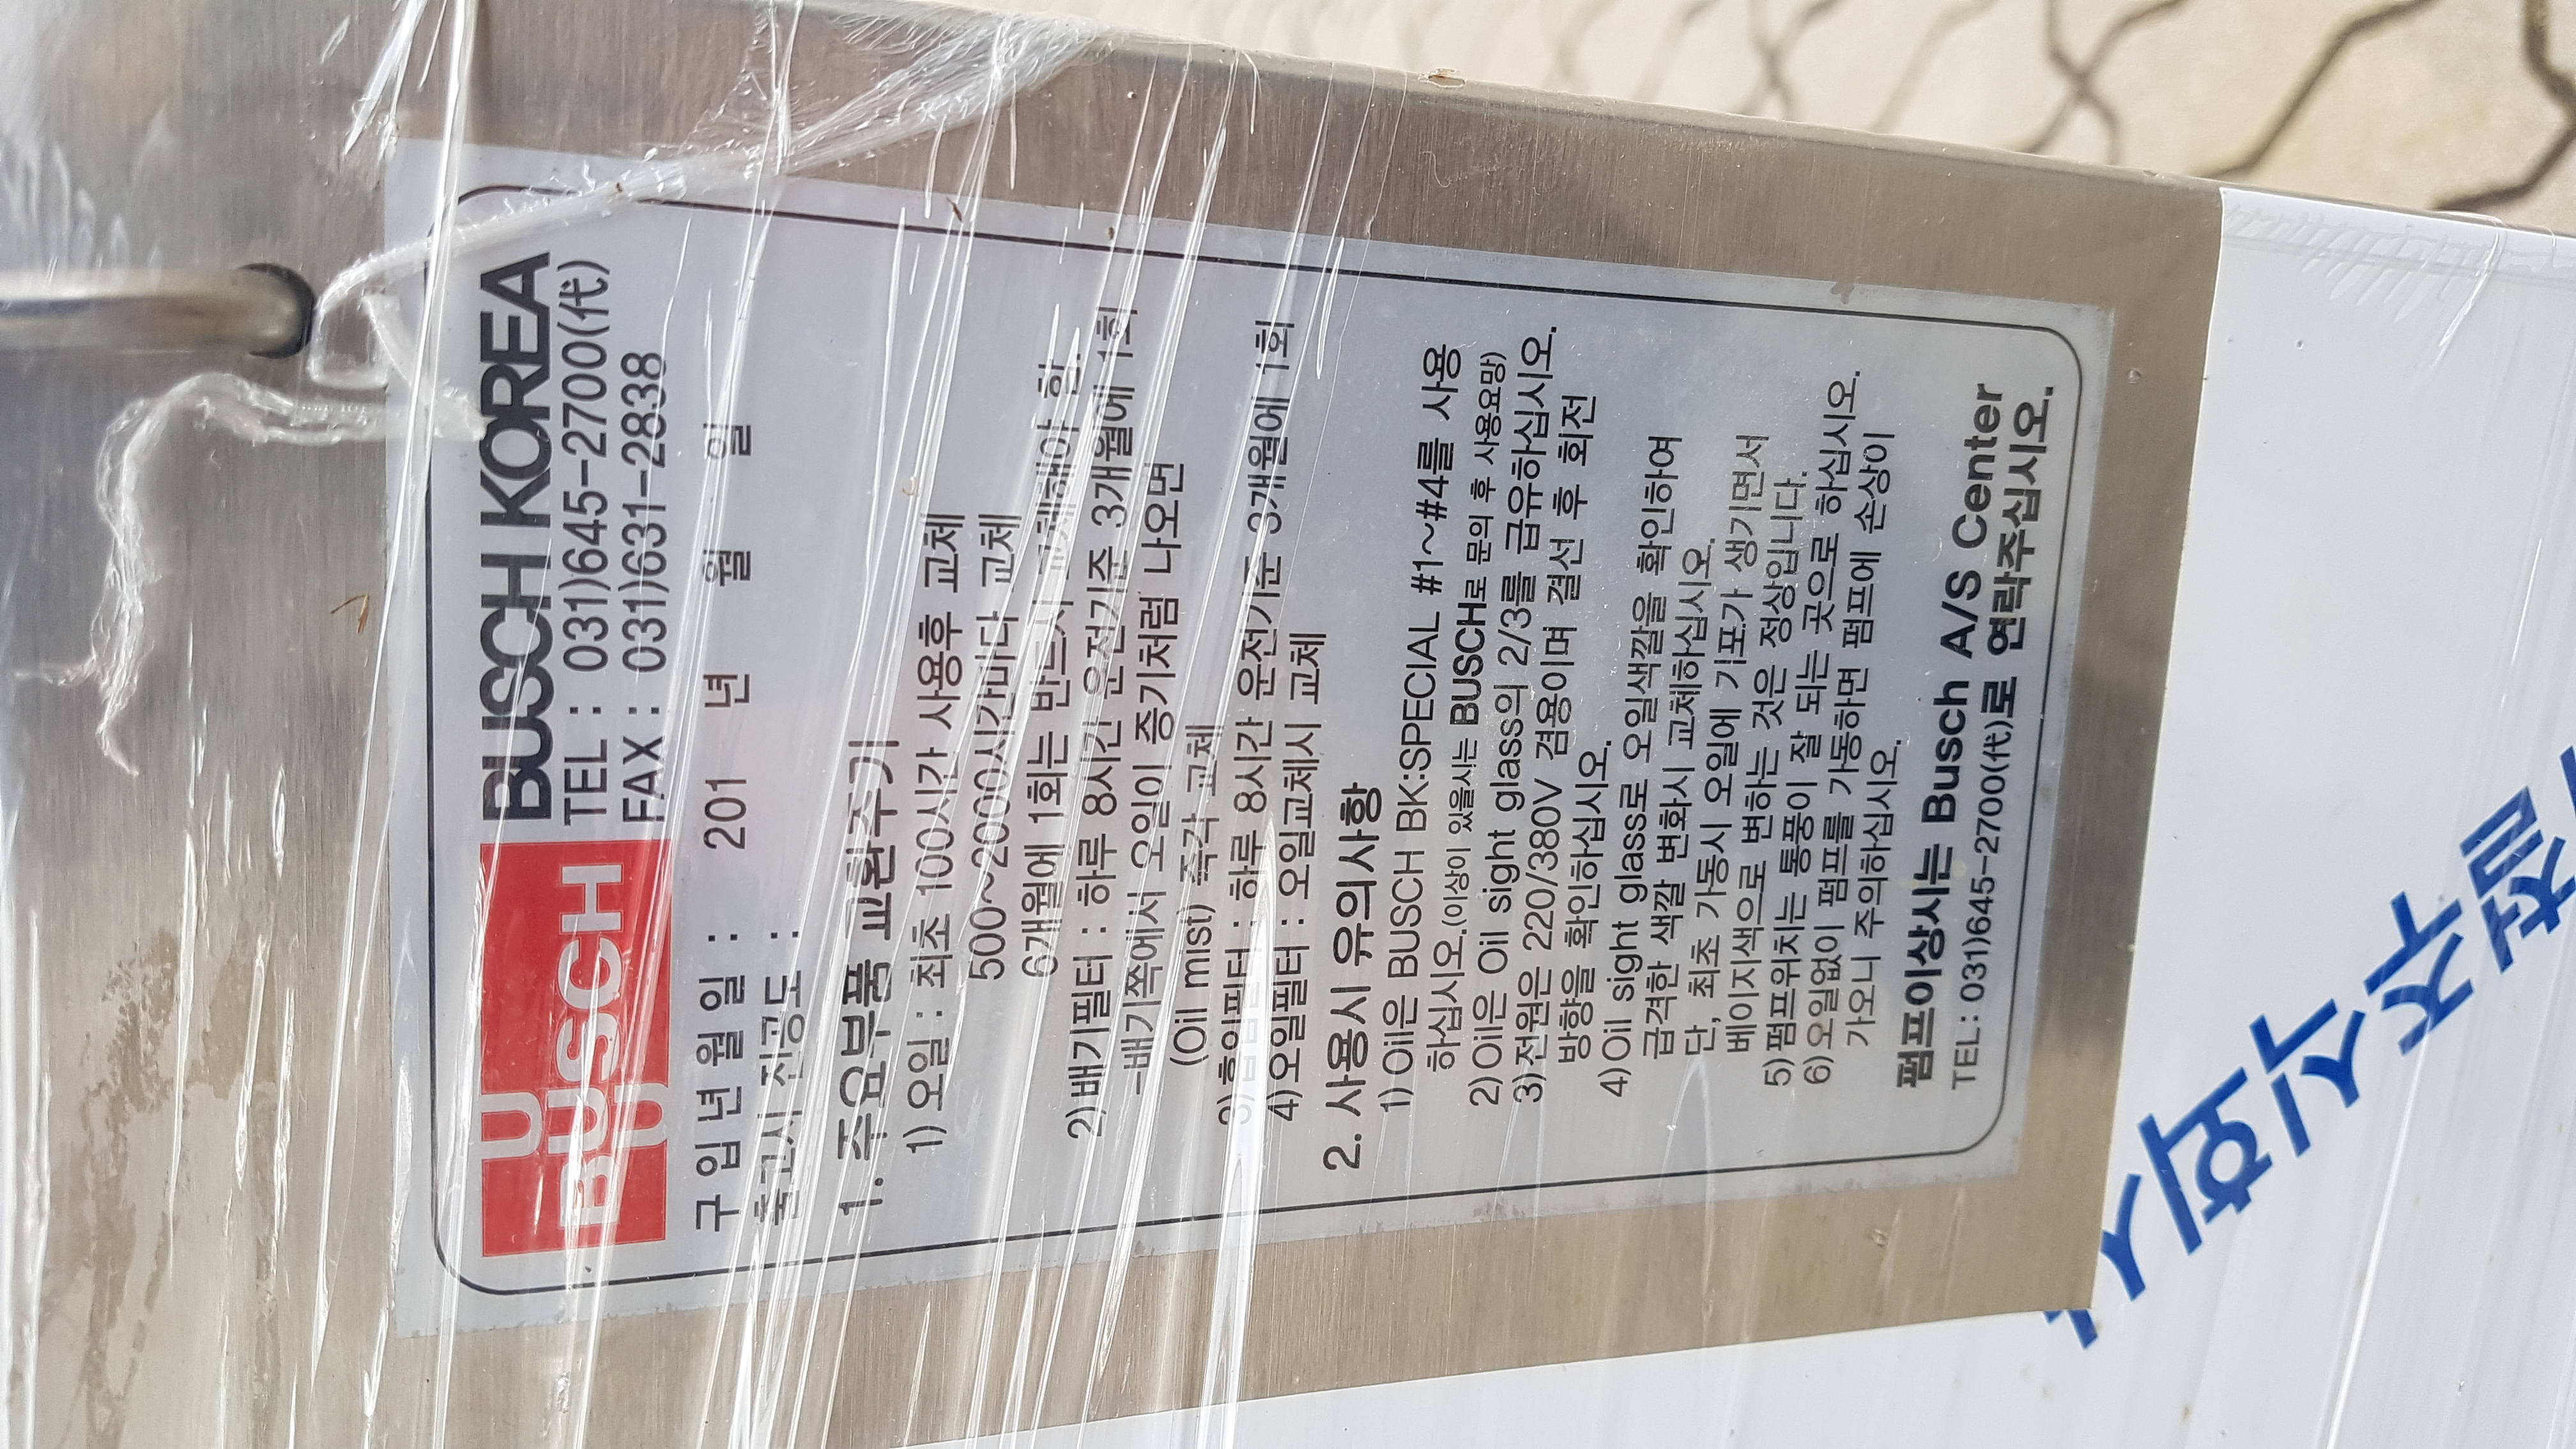 BUSCH
BUSCH KOREA
TEL : 031)645-2700(代)
FAX : 031)631-2838
구입년월일 : 201 년 월 일
출고시 진공도 :
1. 주요부품 교환주기
1) 오일 : 최초 100시간 사용후 교체
500~2000시간마다 교체
6개월에 1회는 반드시 교체해야 함.
2)배기필터 : 하루 8시간 운전기준 3개월에 1회
-배기쪽에서 오일이 증기처럼 나오면
(Oil mist) 즉각 교체
3)흡입필터 : 하루 8시간 운전기준 3개월에 1회
4)오일필터 : 오일교체시 교체
2. 사용시 유의사항
1) Oil은 BUSCH BK:SPECIAL #1~#4를 사용
하십시오.(이상이 있을시는 BUSCH로 문의 후 사용요망)
2)Oil은 Oil sight glass의 2/3를 급유하십시오.
3)전원은 220/380V 겸용이며 결선 후 회전
방향을 확인하십시오.
4)Oil sight glass로 오일색깔을 확인하여
급격한 색깔 변화시 교체하십시오.
단, 최초 가동시 오일에 기포가 생기면서
베이지색으로 변하는 것은 정상입니다.
5)펌프위치는 통풍이 잘 되는 곳으로 하십시오.
6)오일없이 펌프를 가동하면 펌프에 손상이
가오니 주의하십시오.
펌프이상시는 Busch A/S Center
TEL: 031)645-2700(代)로 연락주십시오.